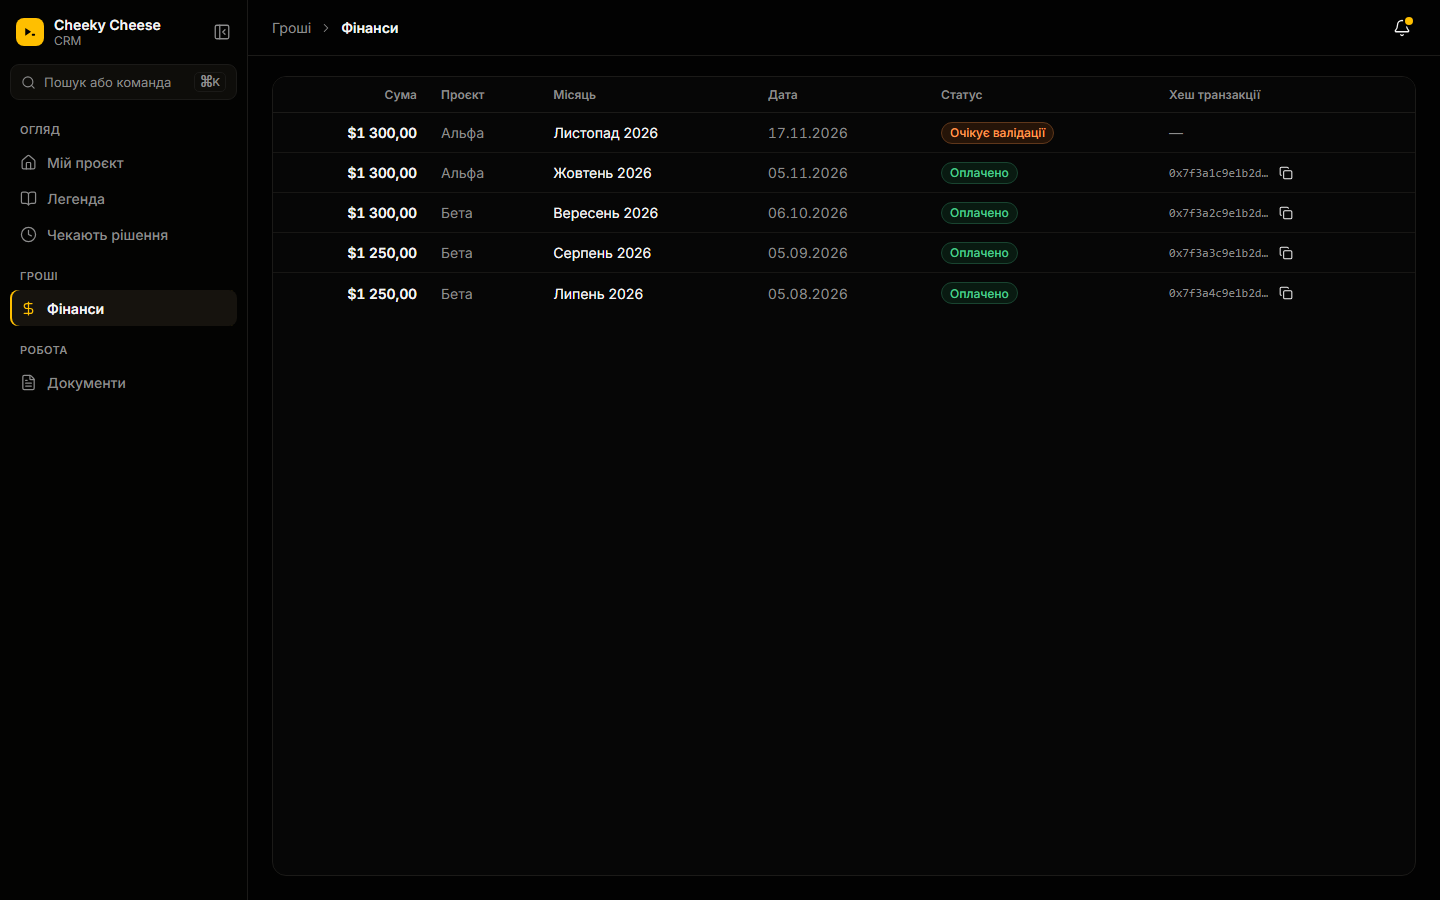 Cheeky Cheese
CRM
Пошук або команда ⌘K
ОГЛЯД
Мій проєкт
Легенда
Чекають рішення
ГРОШІ
Фінанси
РОБОТА
Документи
Гроші > Фінанси
Сума Проєкт Місяць Дата Статус Хеш транзакції
$1 300,00 Альфа Листопад 2026 17.11.2026 Очікує валідації —
$1 300,00 Альфа Жовтень 2026 05.11.2026 Оплачено 0x7f3a1c9e1b2d…
$1 300,00 Бета Вересень 2026 06.10.2026 Оплачено 0x7f3a2c9e1b2d…
$1 250,00 Бета Серпень 2026 05.09.2026 Оплачено 0x7f3a3c9e1b2d…
$1 250,00 Бета Липень 2026 05.08.2026 Оплачено 0x7f3a4c9e1b2d…